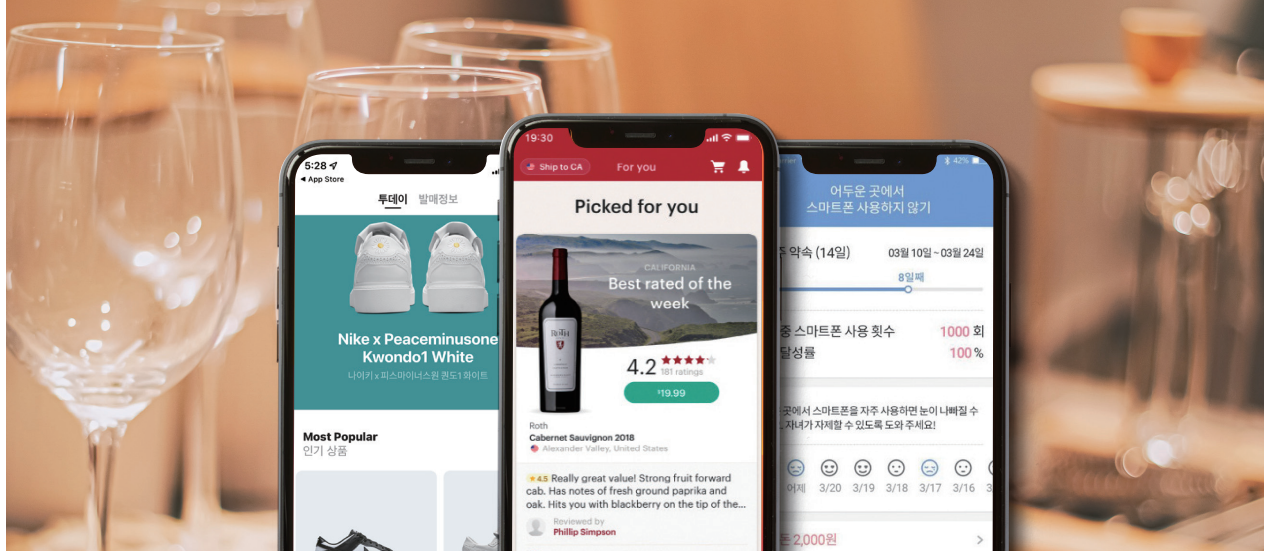 5:28
App Store
투데이 발매정보
Nike x Peaceminusone
Kwondo1 White
나이키 x 피스마이너스원 퀀도1 화이트
Most Popular
인기 상품
19:30
Ship to CA
For you
Picked for you
CALIFORNIA
Best rated of the
week
ROTH
4.2
181 ratings
$19.99
Roth
Cabernet Sauvignon 2018
Alexander Valley, United States
4.5 Really great value! Strong fruit forward
cab. Has notes of fresh ground paprika and
oak. Hits you with blackberry on the tip of the...
Reviewed by
Phillip Simpson
42%
어두운 곳에서
스마트폰 사용하지 않기
약속 (14일) 03월 10일 ~ 03월 24일
8일째
중 스마트폰 사용 횟수 1000 회
달성률 100 %
곳에서 스마트폰을 자주 사용하면 눈이 나빠질 수
자녀가 자제할 수 있도록 도와 주세요!
어제 3/20 3/19 3/18 3/17 3/16
2,000원